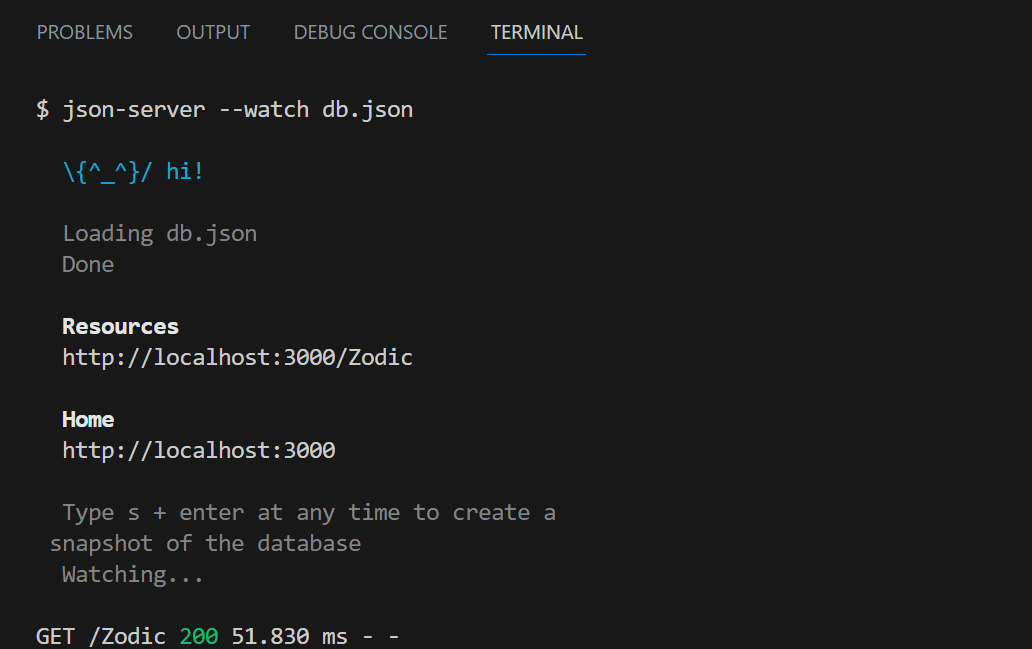 PROBLEMS OUTPUT DEBUG CONSOLE TERMINAL
$ json-server --watch db.json
\{^_^}/ hi!
Loading db.json
Done
Resources
http://localhost:3000/Zodic
Home
http://localhost:3000
Type s + enter at any time to create a
snapshot of the database
Watching...
GET /Zodic 200 51.830 ms - -